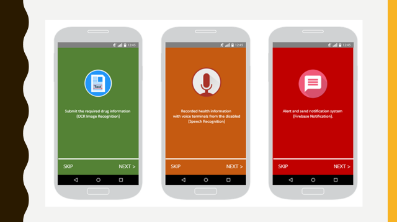 Submit the required drug information
[OCR Image Recognition]
SKIP
NEXT >
Recorded health information
with voice terminals from the disabled
[Speech Recognition]
SKIP
NEXT >
Alert and send notification system
[Firebase Notification].
SKIP
NEXT >